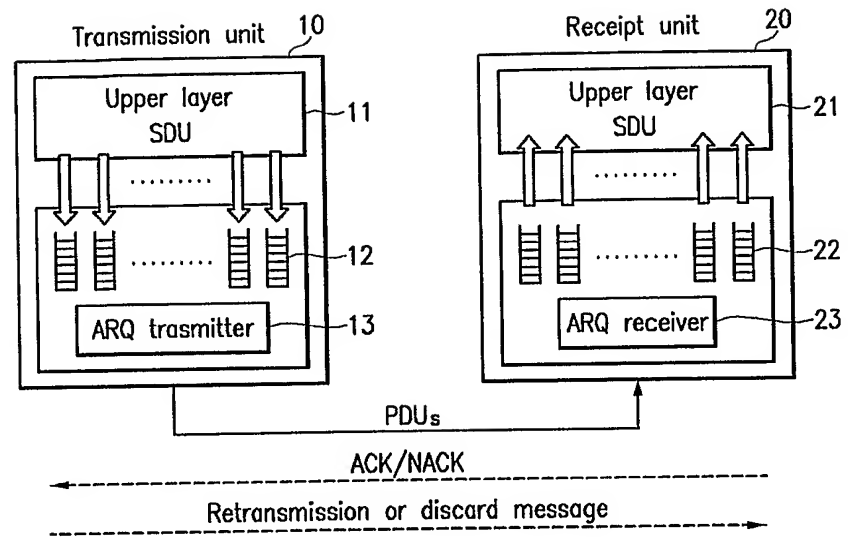 Transmission unit
10
Receipt unit
20
Upper layer
SDU
11
Upper layer
SDU
21
12
22
ARQ trasmitter
13
ARQ receiver
23
PDUs
ACK/NACK
Retransmission or discard message